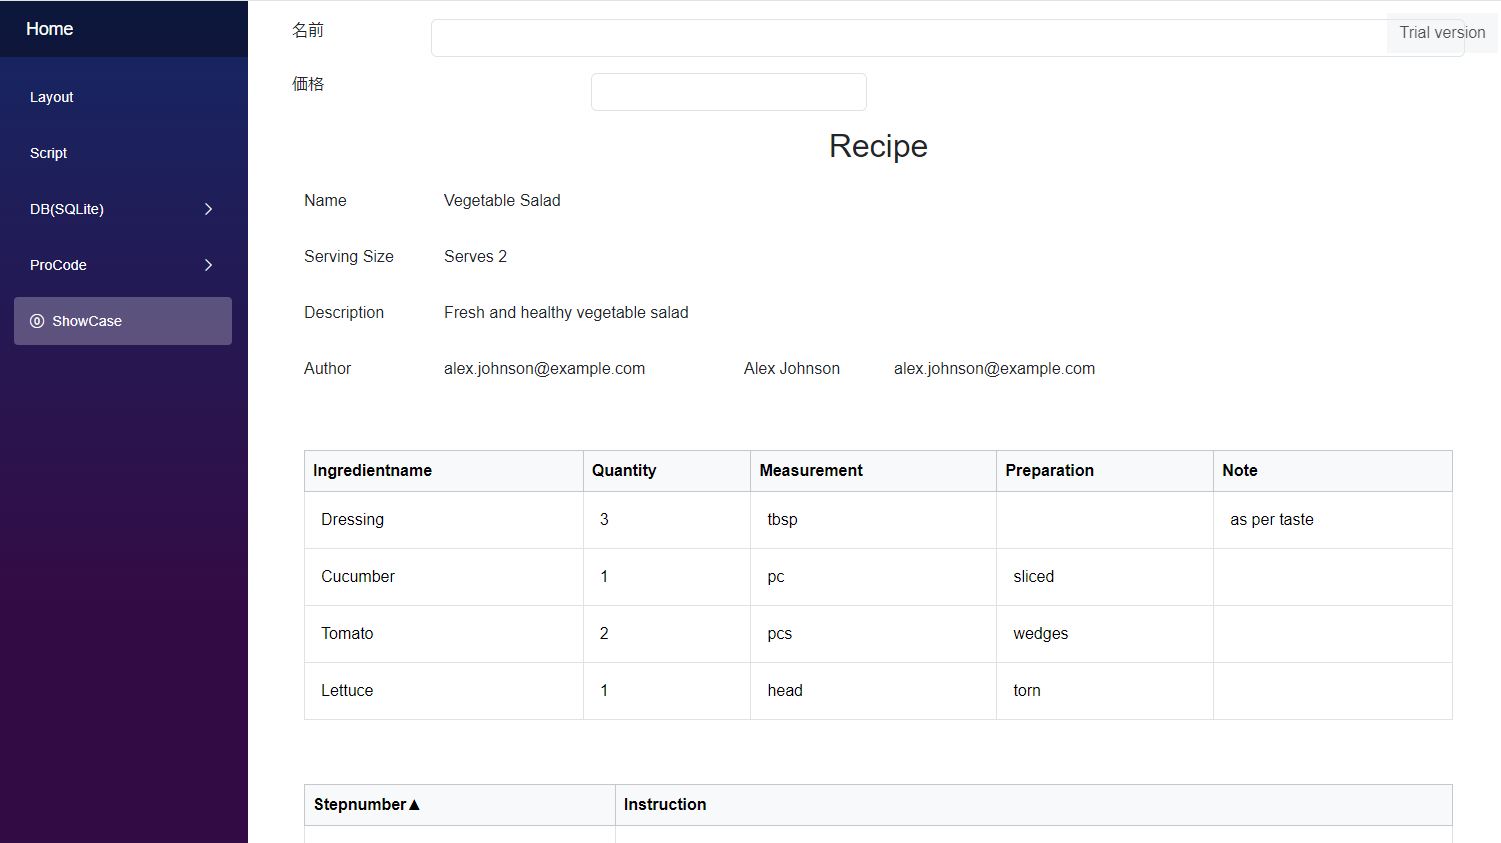 Home
Layout
Script
DB(SQLite)
ProCode
ShowCase
名前
Trial version
価格
Recipe
Name Vegetable Salad
Serving Size Serves 2
Description Fresh and healthy vegetable salad
Author alex.johnson@example.com Alex Johnson alex.johnson@example.com
Ingredientname Quantity Measurement Preparation Note
Dressing 3 tbsp as per taste
Cucumber 1 pc sliced
Tomato 2 pcs wedges
Lettuce 1 head torn
Stepnumber▲ Instruction